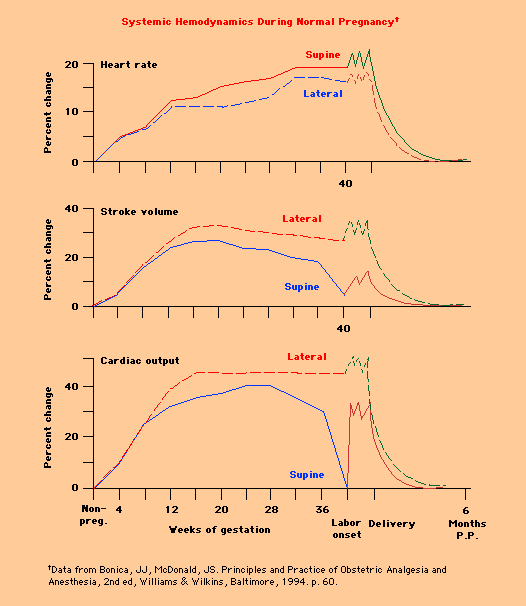 Systemic Hemodynamics During Normal Pregnancy†
Heart rate
Supine
Lateral
Percent change
20
10
0
40
Stroke volume
Lateral
Supine
Percent change
40
20
0
40
Cardiac output
Lateral
Supine
Percent change
40
20
0
Non-preg.
4
12
20
28
36
Labor onset
Delivery
6 Months P.P.
Weeks of gestation
†Data from Bonica, JJ, McDonald, JS. Principles and Practice of Obstetric Analgesia and
Anesthesia, 2nd ed, Williams & Wilkins, Baltimore, 1994. p. 60.